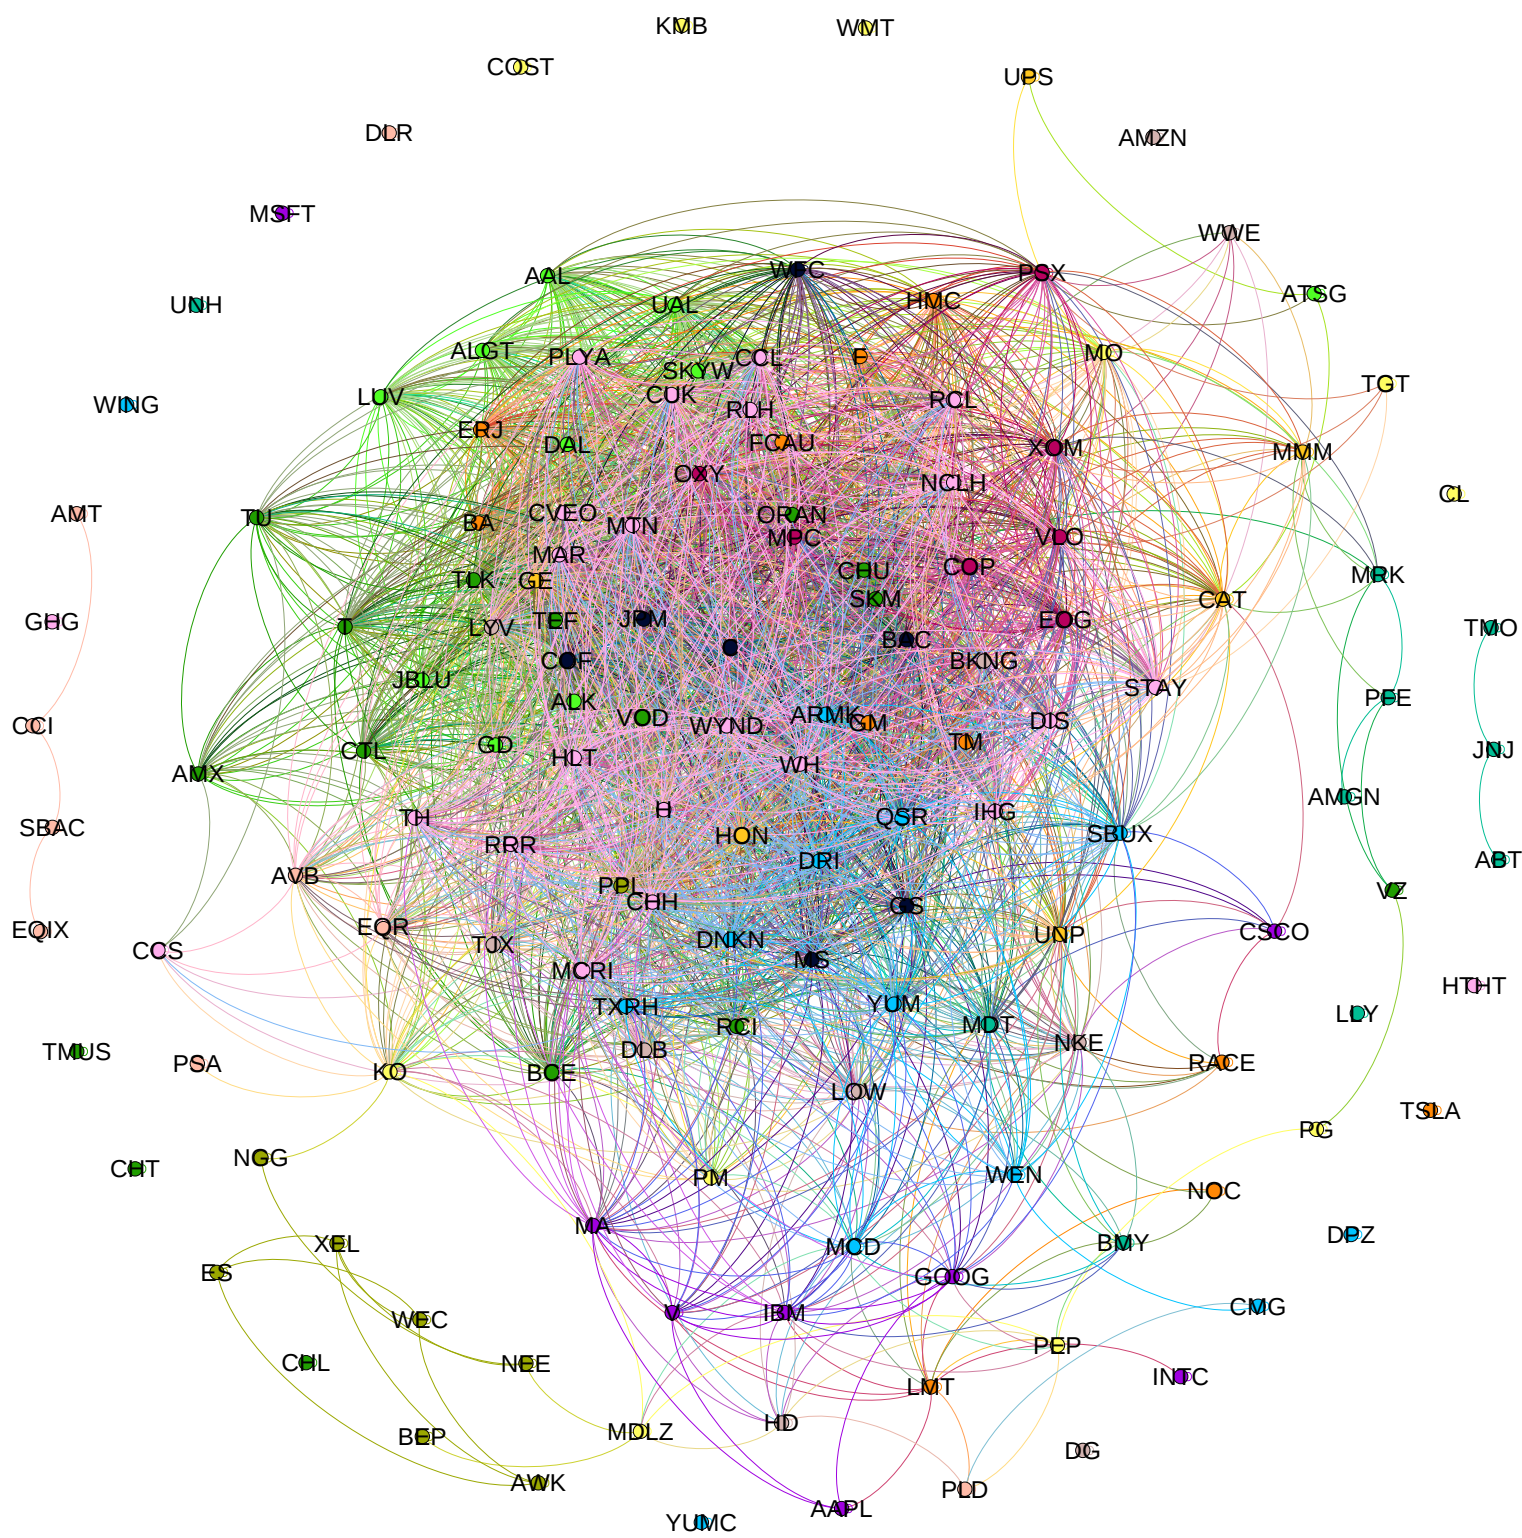 KMB
WMT
COST
UPS
DLR
AMZN
MSFT
WWE
WFC
PSX
AAL
ATSG
UNH
UAL
HMC
ALGT
PLYA
CCL
F
MO
SKYW
TGT
LUV
CUK
RCL
WING
RLH
ERJ
DAL
FCAU
XOM
MMM
OXY
NCLH
CL
AMT
TU
BA
CVEO
MTN
ORAN
MPC
VLO
MAR
CHU
COP
MRK
TLK
GE
SKM
CAT
GHG
T
LYV
TEF
JPM
EOG
TMO
BAC
C
COF
BKNG
JBLU
STAY
PFE
ALK
VOD
WYND
ARMK
GM
DIS
CCI
CTL
GD
HLT
TM
JNJ
AMX
WH
AMGN
SBAC
TH
H
QSR
IHG
SBUX
RRR
HON
DRI
ABT
AVB
PPL
CHH
GS
VZ
EQIX
EQR
TJX
DNKN
UNP
CSCO
CCS
MCRI
MS
HTHT
TXRH
YUM
LLY
RCI
MDT
TMUS
PSA
KO
BCE
DLB
NKE
RACE
LOW
TSLA
PG
CHT
NGG
PM
WEN
NOC
MA
DPZ
XEL
MCD
BMY
ES
GOOG
WEC
V
IBM
CMG
CHL
NEE
PEP
INTC
LMT
BEP
MDLZ
HD
DG
AWK
PLD
AAPL
YUMC